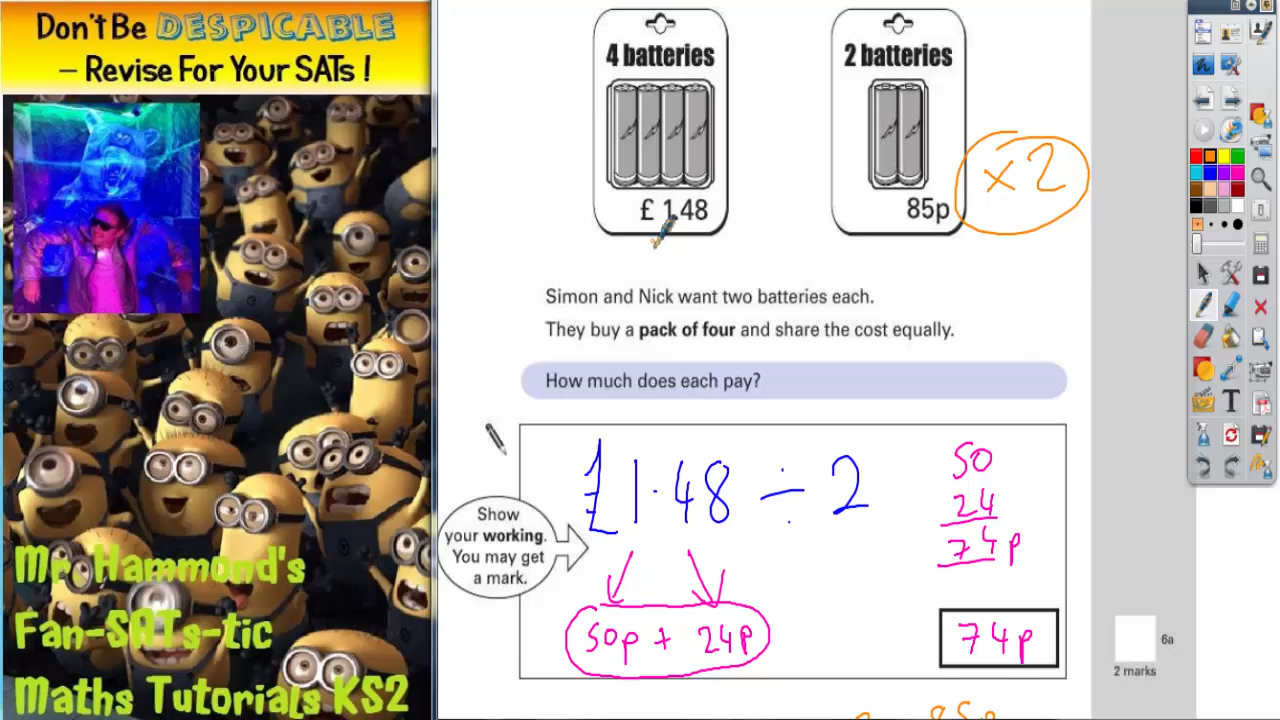 Don't Be DESPICABLE
– Revise For Your SATs !
Mr. Hammond's
Fan-SATs-tic
Maths Tutorials KS2
4 batteries
£ 1.48
2 batteries
85p
x2
Simon and Nick want two batteries each.
They buy a pack of four and share the cost equally.
How much does each pay?
Show
your working.
You may get
a mark.
£1.48 ÷ 2
50p + 24p
50
24
74p
74p
6a
2 marks
85p